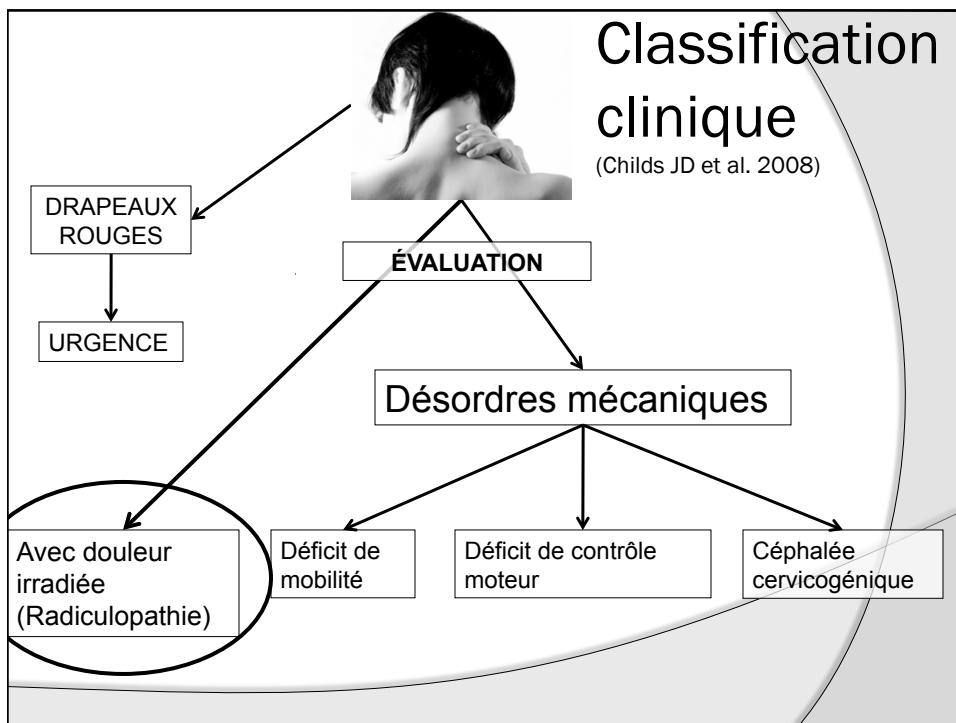 Classification
clinique
(Childs JD et al. 2008)
DRAPEAUX
ROUGES
ÉVALUATION
URGENCE
Désordres mécaniques
Avec douleur
irradiée
(Radiculopathie)
Déficit de
mobilité
Déficit de contrôle
moteur
Céphalée
cervicogénique